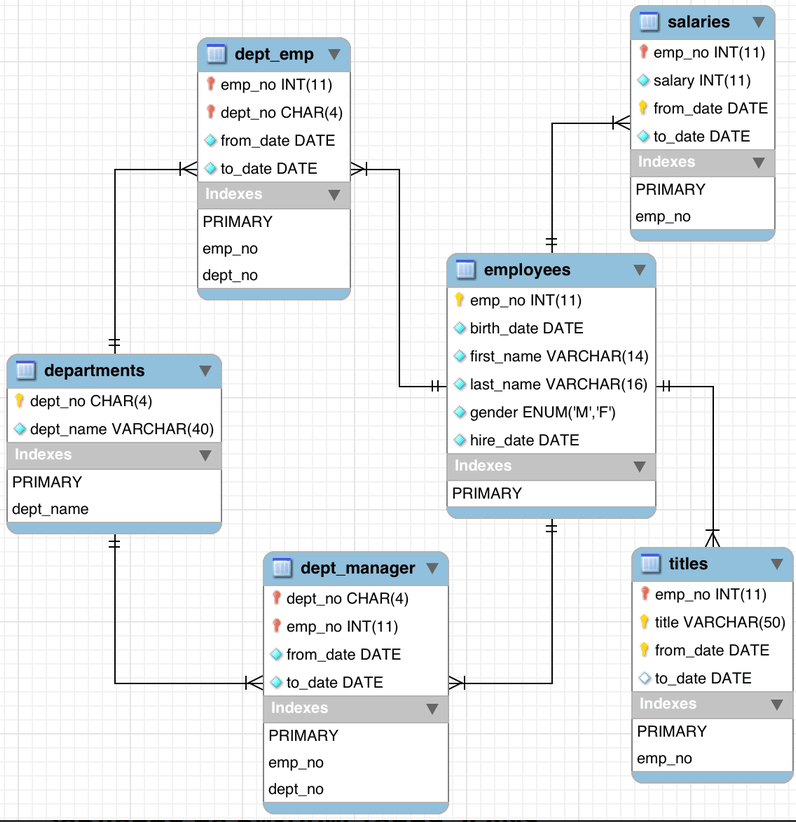 salaries
emp_no INT(11)
salary INT(11)
from_date DATE
to_date DATE
Indexes
PRIMARY
emp_no
dept_emp
emp_no INT(11)
dept_no CHAR(4)
from_date DATE
to_date DATE
Indexes
PRIMARY
emp_no
dept_no
employees
emp_no INT(11)
birth_date DATE
first_name VARCHAR(14)
last_name VARCHAR(16)
gender ENUM('M','F')
hire_date DATE
Indexes
PRIMARY
departments
dept_no CHAR(4)
dept_name VARCHAR(40)
Indexes
PRIMARY
dept_name
dept_manager
dept_no CHAR(4)
emp_no INT(11)
from_date DATE
to_date DATE
Indexes
PRIMARY
emp_no
dept_no
titles
emp_no INT(11)
title VARCHAR(50)
from_date DATE
to_date DATE
Indexes
PRIMARY
emp_no